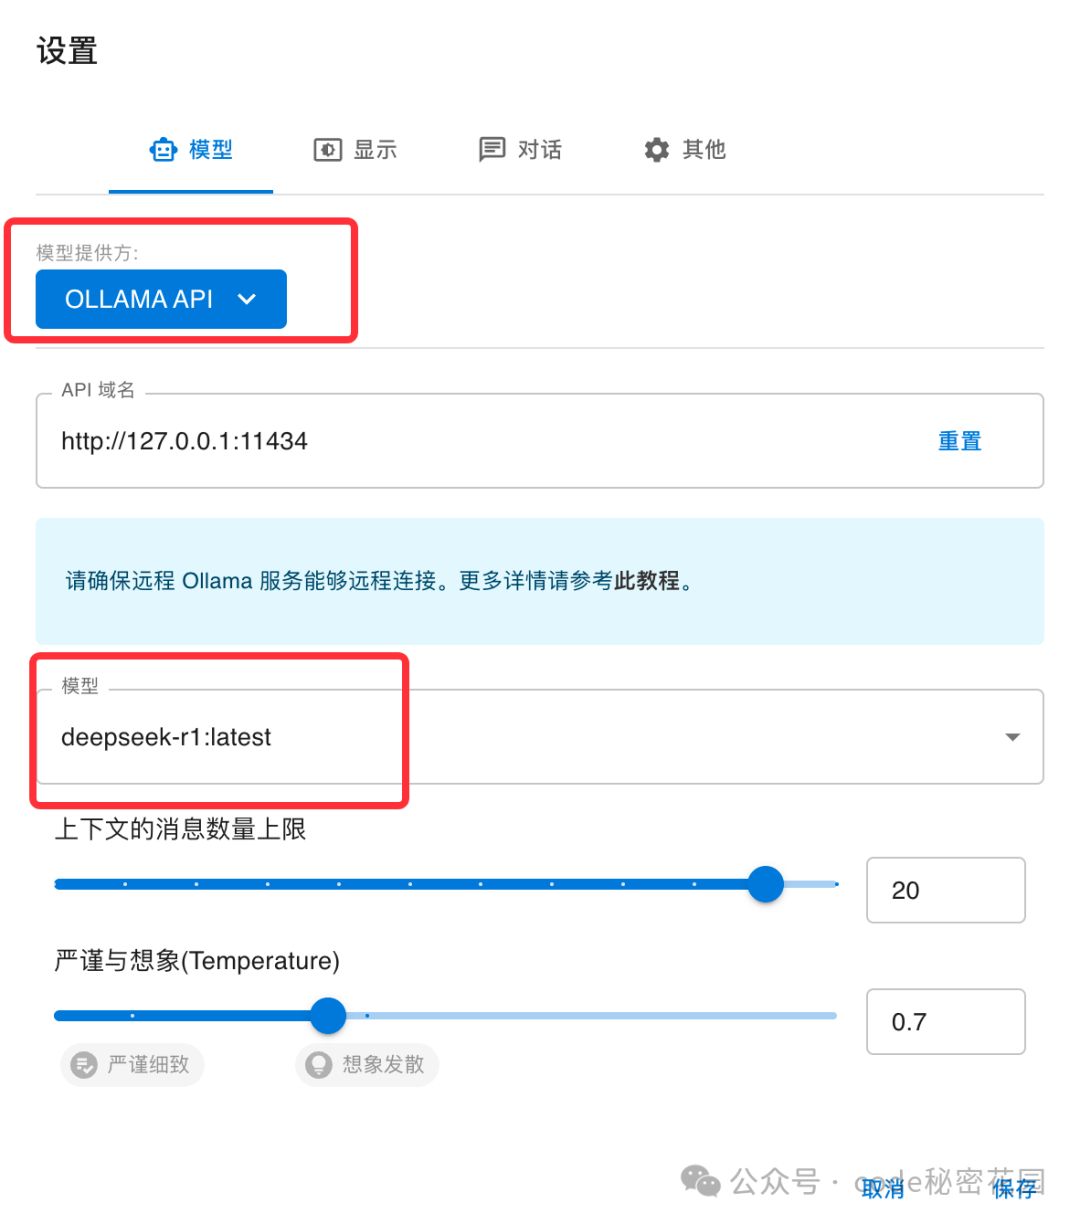 设置
模型 显示 对话 其他
模型提供方:
OLLAMA API
API 域名
http://127.0.0.1:11434 重置
请确保远程 Ollama 服务能够远程连接。更多详情请参考此教程。
模型
deepseek-r1:latest
上下文的消息数量上限
20
严谨与想象(Temperature)
0.7
严谨细致 想象发散
公众号 · code秘密花园
取消 保存